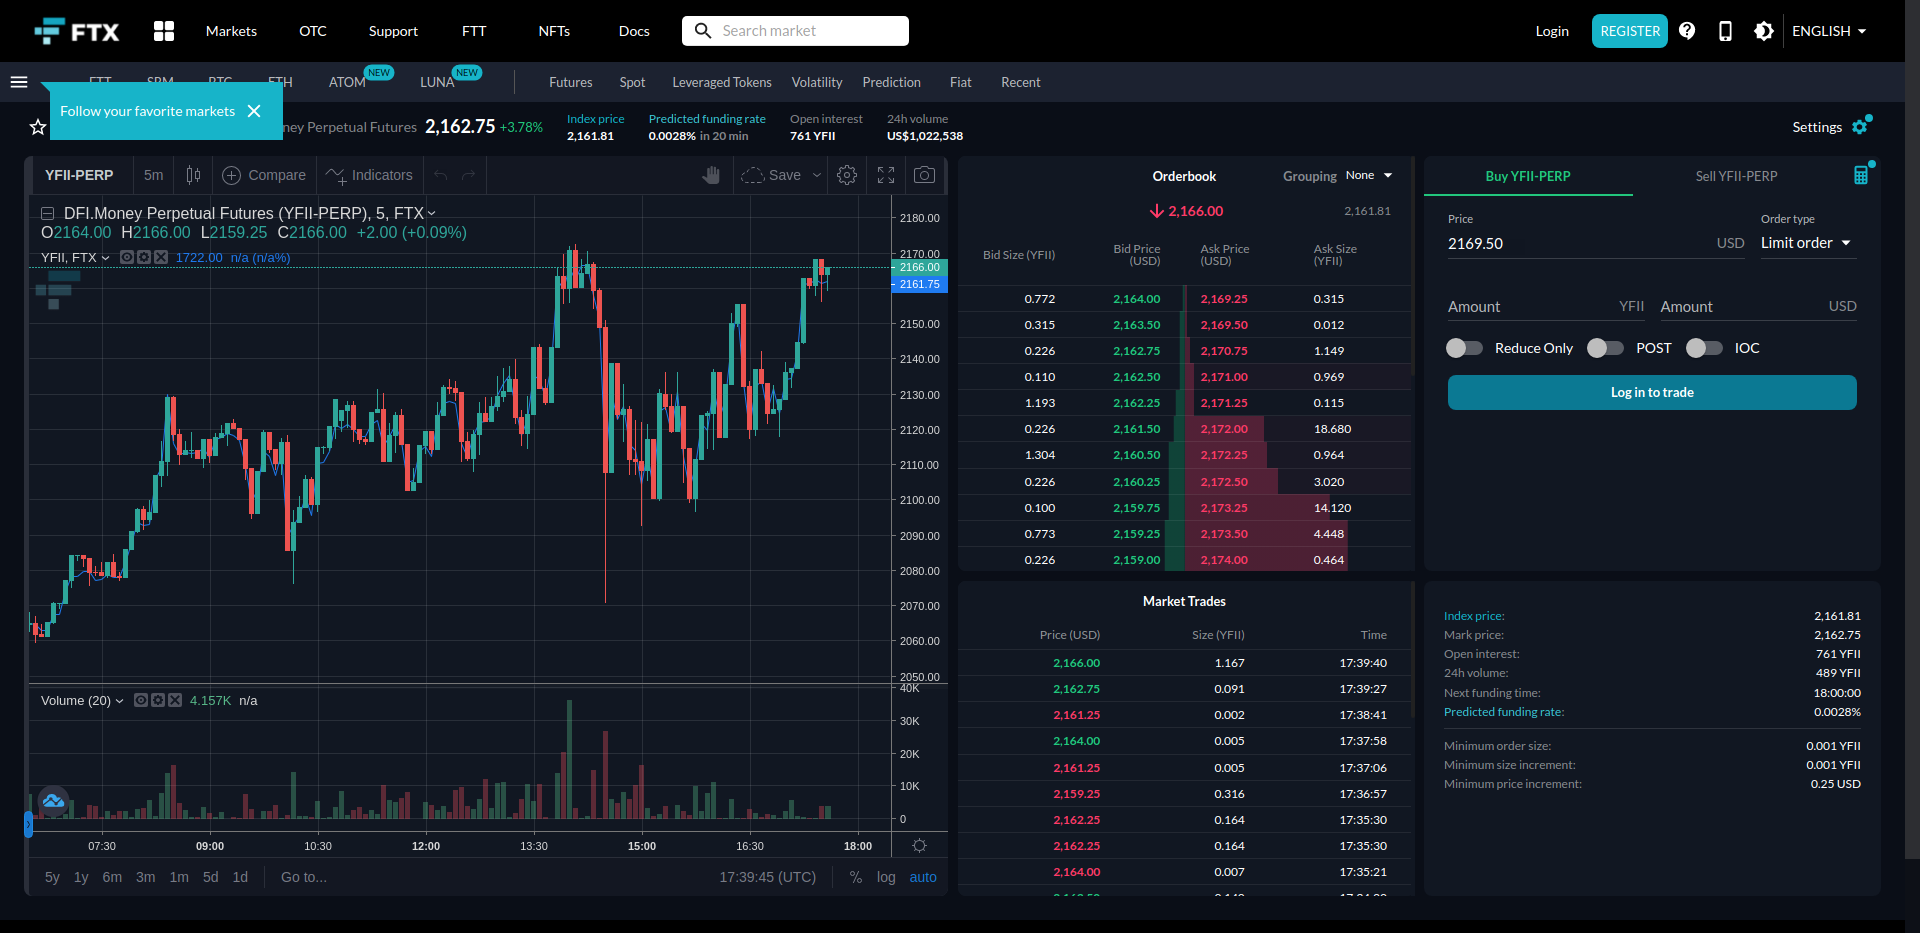 FTX
Markets
OTC
Support
FTT
NFTs
Docs
Search market
Login
REGISTER
ENGLISH
ATOM
NEW
LUNA
NEW
Futures
Spot
Leveraged Tokens
Volatility
Prediction
Fiat
Recent
Follow your favorite markets
ney Perpetual Futures
2,162.75 +3.78%
Index price
2,161.81
Predicted funding rate
0.0028% in 20 min
Open interest
761 YFII
24h volume
US$1,022,538
Settings
YFII-PERP
5m
Compare
Indicators
Save
DFI.Money Perpetual Futures (YFII-PERP), 5, FTX
O2164.00 H2166.00 L2159.25 C2166.00 +2.00 (+0.09%)
YFII, FTX 1722.00 n/a (n/a%)
2180.00
2170.00
2166.00
2161.75
2150.00
2140.00
2130.00
2120.00
2110.00
2100.00
2090.00
2080.00
2070.00
2060.00
2050.00
Volume (20) 4.157K n/a
40K
30K
20K
10K
0
07:30 09:00 10:30 12:00 13:30 15:00 16:30 18:00
5y 1y 6m 3m 1m 5d 1d Go to...
17:39:45 (UTC) % log auto
Orderbook
Grouping None
2,166.00
2,161.81
Bid Size (YFII) Bid Price (USD) Ask Price (USD) Ask Size (YFII)
0.772 2,164.00 2,169.25 0.315
0.315 2,163.50 2,169.50 0.012
0.226 2,162.75 2,170.75 1.149
0.110 2,162.50 2,171.00 0.969
1.193 2,162.25 2,171.25 0.115
0.226 2,161.50 2,172.00 18.680
1.304 2,160.50 2,172.25 0.964
0.226 2,160.25 2,172.50 3.020
0.100 2,159.75 2,173.25 14.120
0.773 2,159.25 2,173.50 4.448
0.226 2,159.00 2,174.00 0.464
Market Trades
Price (USD) Size (YFII) Time
2,166.00 1.167 17:39:40
2,162.75 0.091 17:39:27
2,161.25 0.002 17:38:41
2,164.00 0.005 17:37:58
2,161.25 0.005 17:37:06
2,159.25 0.316 17:36:57
2,162.25 0.164 17:35:30
2,162.25 0.164 17:35:30
2,164.00 0.007 17:35:21
Buy YFII-PERP
Sell YFII-PERP
Price
2169.50 USD
Order type
Limit order
Amount YFII
Amount USD
Reduce Only
POST
IOC
Log in to trade
Index price: 2,161.81
Mark price: 2,162.75
Open interest: 761 YFII
24h volume: 489 YFII
Next funding time: 18:00:00
Predicted funding rate: 0.0028%
Minimum order size: 0.001 YFII
Minimum size increment: 0.001 YFII
Minimum price increment: 0.25 USD